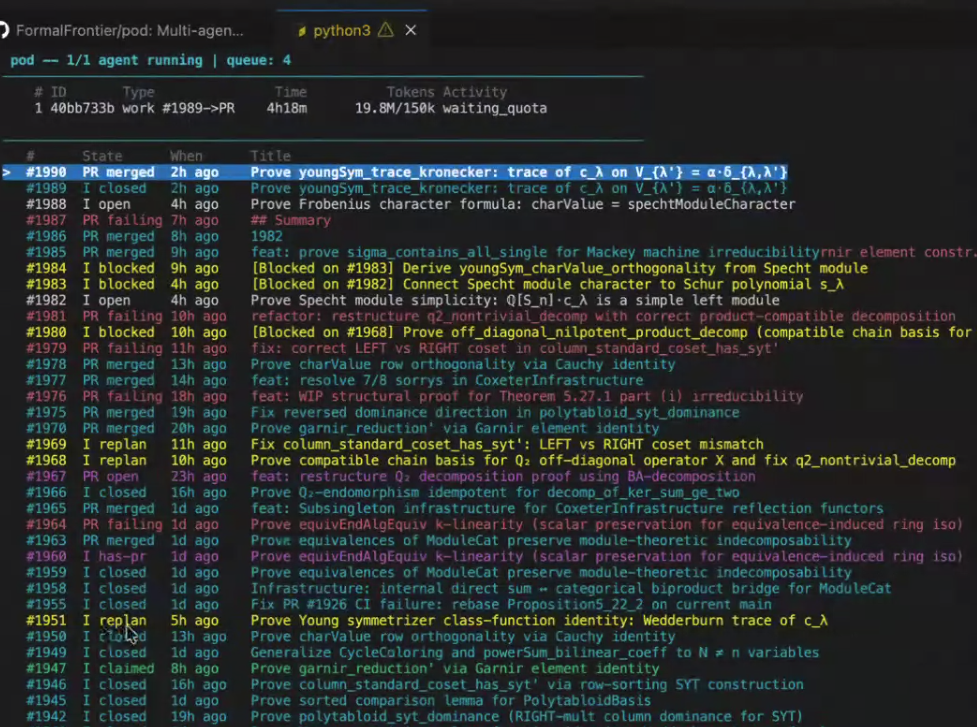 FormalFrontier/pod: Multi-agen... python3
pod -- 1/1 agent running | queue: 4
# ID Type Time Tokens Activity
1 40bb733b work #1989->PR 4h18m 19.8M/150k waiting_quota
# State When Title
> #1990 PR merged 2h ago Prove youngSym_trace_kronecker: trace of c_λ on V_{λ'} = α·δ_{λ,λ'}
#1989 I closed 2h ago Prove youngSym_trace_kronecker: trace of c_λ on V_{λ'} = α·δ_{λ,λ'}
#1988 I open 4h ago Prove Frobenius character formula: charValue = spechtModuleCharacter
#1987 PR failing 7h ago ## Summary
#1986 PR merged 8h ago 1982
#1985 PR merged 9h ago feat: prove sigma_contains_all_single for Mackey machine irreducibilityrnir element constr.
#1984 I blocked 9h ago [Blocked on #1983] Derive youngSym_charValue_orthogonality from Specht module
#1983 I blocked 4h ago [Blocked on #1982] Connect Specht module character to Schur polynomial s_λ
#1982 I open 4h ago Prove Specht module simplicity: ℚ[S_n]·c_λ is a simple left module
#1981 PR failing 10h ago refactor: restructure q2_nontrivial_decomp with correct product-compatible decomposition
#1980 I blocked 10h ago [Blocked on #1968] Prove off_diagonal_nilpotent_product_decomp (compatible chain basis for
#1979 PR failing 11h ago fix: correct LEFT vs RIGHT coset in column_standard_coset_has_syt'
#1978 PR merged 13h ago Prove charValue row orthogonality via Cauchy identity
#1977 PR merged 14h ago feat: resolve 7/8 sorrys in CoxeterInfrastructure
#1976 PR failing 18h ago feat: WIP structural proof for Theorem 5.27.1 part (i) irreducibility
#1975 PR merged 19h ago Fix reversed dominance direction in polytabloid_syt_dominance
#1970 PR merged 20h ago Prove garnir_reduction' via Garnir element identity
#1969 I replan 11h ago Fix column_standard_coset_has_syt': LEFT vs RIGHT coset mismatch
#1968 I replan 10h ago Prove compatible chain basis for Q₂ off-diagonal operator X and fix q2_nontrivial_decomp
#1967 PR open 23h ago feat: restructure Q₂ decomposition proof using BA-decomposition
#1966 I closed 16h ago Prove Q₂-endomorphism idempotent for decomp_of_ker_sum_ge_two
#1965 PR merged 1d ago feat: Subsingleton infrastructure for CoxeterInfrastructure reflection functors
#1964 PR failing 1d ago Prove equivEndAlgEquiv k-linearity (scalar preservation for equivalence-induced ring iso)
#1963 PR merged 1d ago Prove equivalences of ModuleCat preserve module-theoretic indecomposability
#1960 I has-pr 1d ago Prove equivEndAlgEquiv k-linearity (scalar preservation for equivalence-induced ring iso)
#1959 I closed 1d ago Prove equivalences of ModuleCat preserve module-theoretic indecomposability
#1958 I closed 1d ago Infrastructure: internal direct sum ↔ categorical biproduct bridge for ModuleCat
#1955 I closed 1d ago Fix PR #1926 CI failure: rebase Proposition5_22_2 on current main
#1951 I replan 5h ago Prove Young symmetrizer class-function identity: Wedderburn trace of c_λ
#1950 I closed 13h ago Prove charValue row orthogonality via Cauchy identity
#1949 I closed 1d ago Generalize CycleColoring and powerSum_bilinear_coeff to N ≠ n variables
#1947 I claimed 8h ago Prove garnir_reduction' via Garnir element identity
#1946 I closed 16h ago Prove column_standard_coset_has_syt' via row-sorting SYT construction
#1945 I closed 1d ago Prove sorted comparison lemma for PolytabloidBasis
#1942 I closed 19h ago Prove polytabloid_syt_dominance (RIGHT-mult column dominance for SYT)